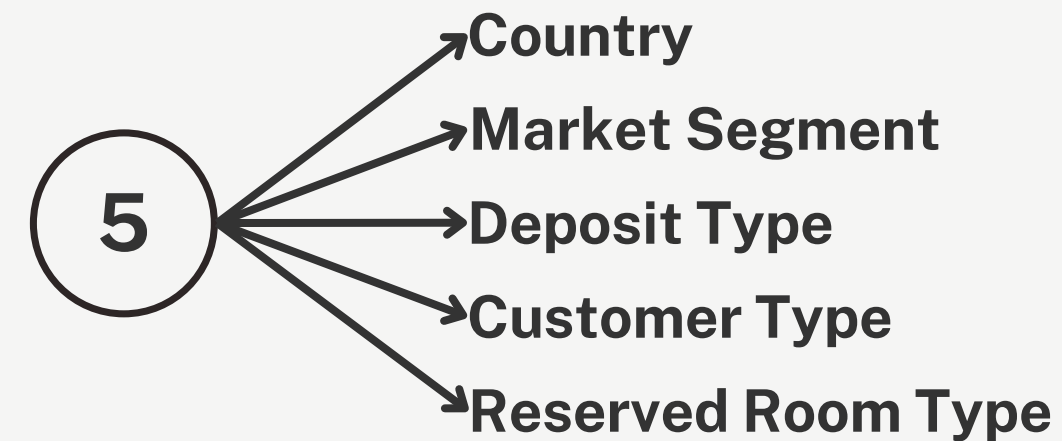 5
Country
Market Segment
Deposit Type
Customer Type
Reserved Room Type